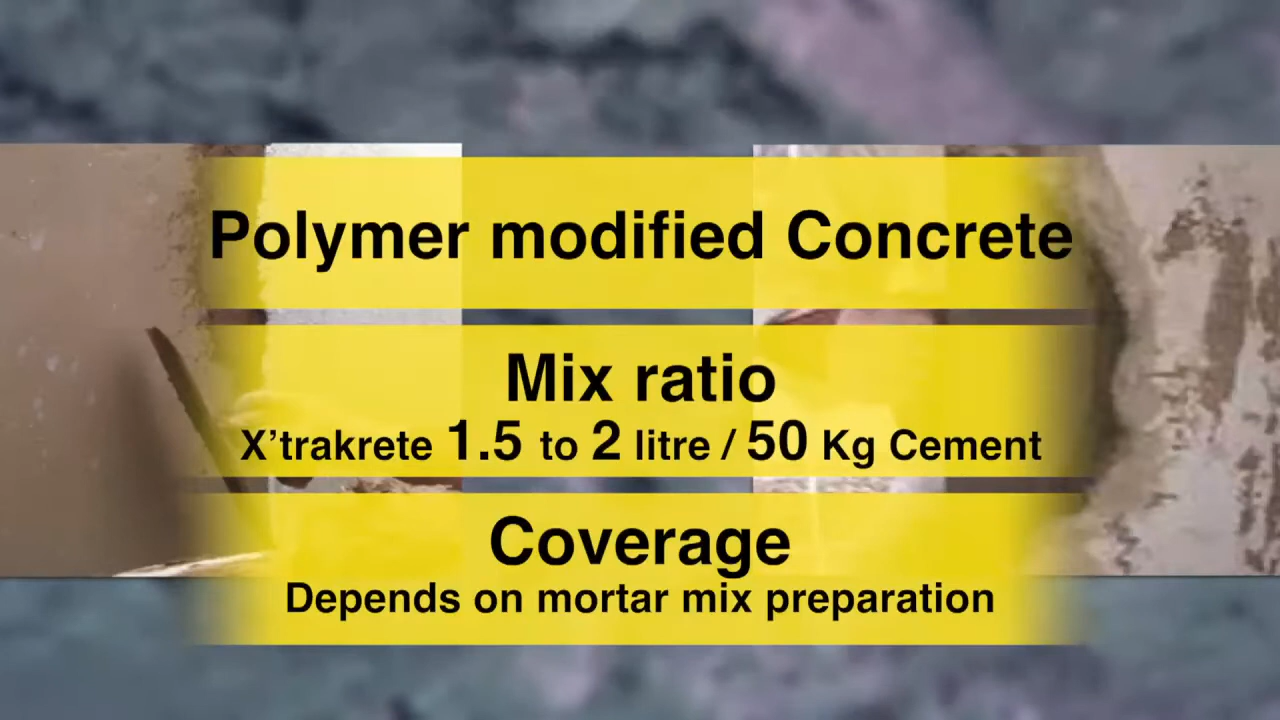 Polymer modified Concrete
Mix ratio
X’trakrete 1.5 to 2 litre / 50 Kg Cement
Coverage
Depends on mortar mix preparation